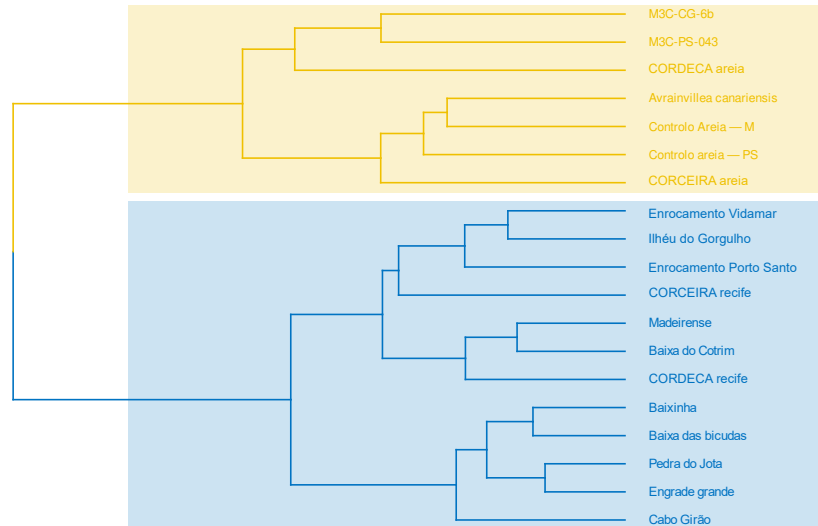 M3C-CG-6b
M3C-PS-043
CORDECA areia
Avrainvillea canariensis
Controlo Areia — M
Controlo areia — PS
CORCEIRA areia
Enrocamento Vidamar
Ilhéu do Gorgulho
Enrocamento Porto Santo
CORCEIRA recife
Madeirense
Baixa do Cotrim
CORDECA recife
Baixinha
Baixa das bicudas
Pedra do Jota
Engrade grande
Cabo Girão